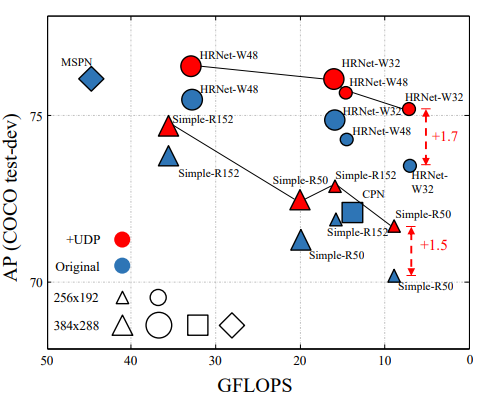 MSPN
HRNet-W48
HRNet-W32
HRNet-W48
HRNet-W48
HRNet-W32
75
Simple-R152
HRNet-W32
HRNet-W48
+1.7
Simple-R152
Simple-R50
Simple-R152
HRNet-
W32
CPN
Simple-R50
Simple-R152
+UDP
+1.5
Simple-R50
Original
70
Simple-R50
256x192
384x288
AP (COCO test-dev)
50
40
30
20
10
0
GFLOPS